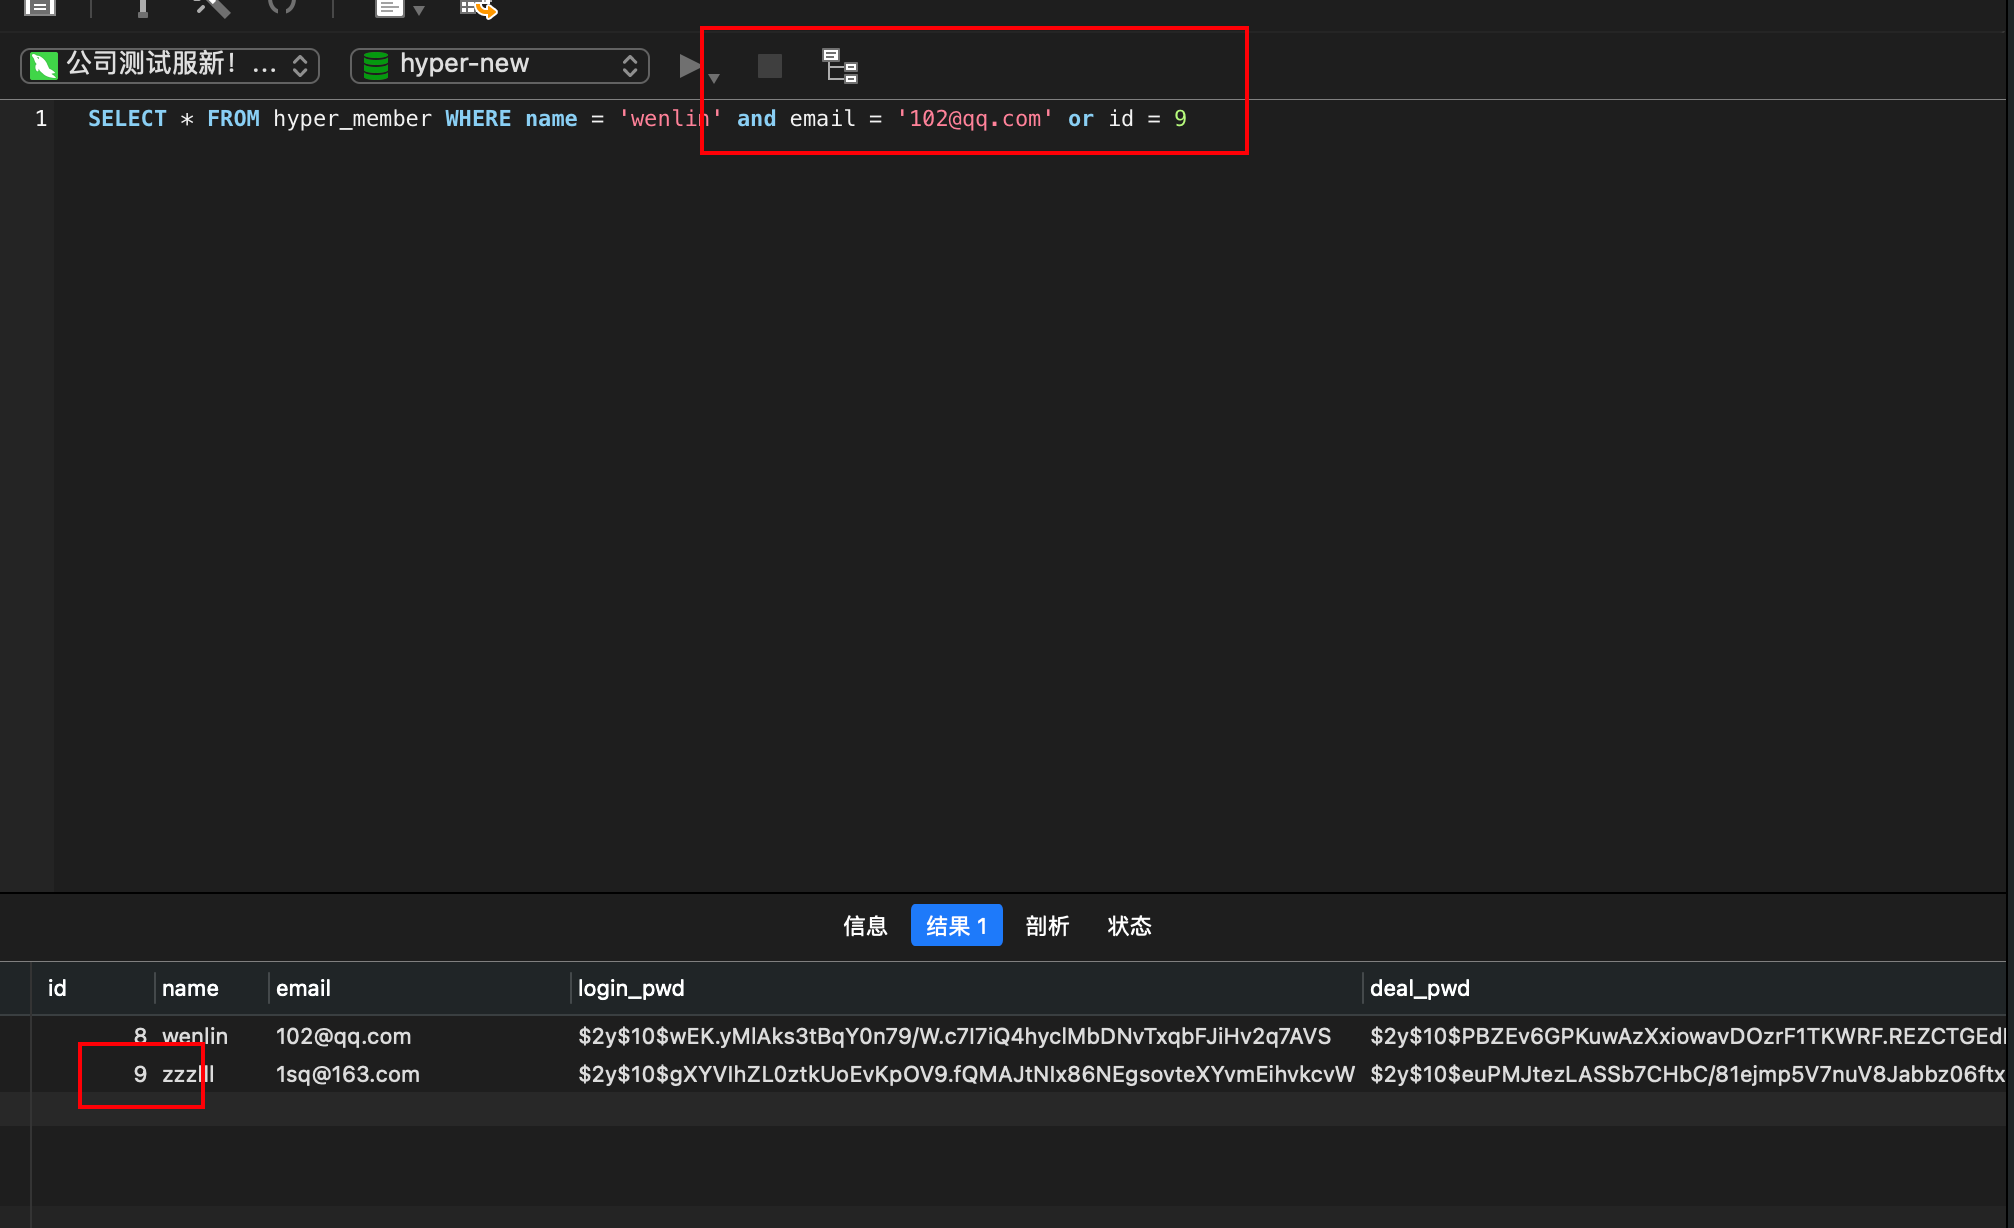 公司测试服新! ...
hyper-new
1 SELECT * FROM hyper_member WHERE name = 'wenlin' and email = '102@qq.com' or id = 9
信息 结果 1 剖析 状态
id name email login_pwd deal_pwd
8 wenlin 102@qq.com $2y$10$wEK.yMlAks3tBqY0n79/W.c7I7iQ4hyclMbDNvTxqbFJiHv2q7AVS $2y$10$PBZEv6GPKuwAzXxiowavDOzrF1TKWRF.REZCTGEd
9 zzzlll 1sq@163.com $2y$10$gXYVIhZL0ztkUoEvKpOV9.fQMAJtNIx86NEgsovteXYvmEihvkcvW $2y$10$euPMJtezLASSb7CHbC/81ejmp5V7nuV8Jabbz06ftx